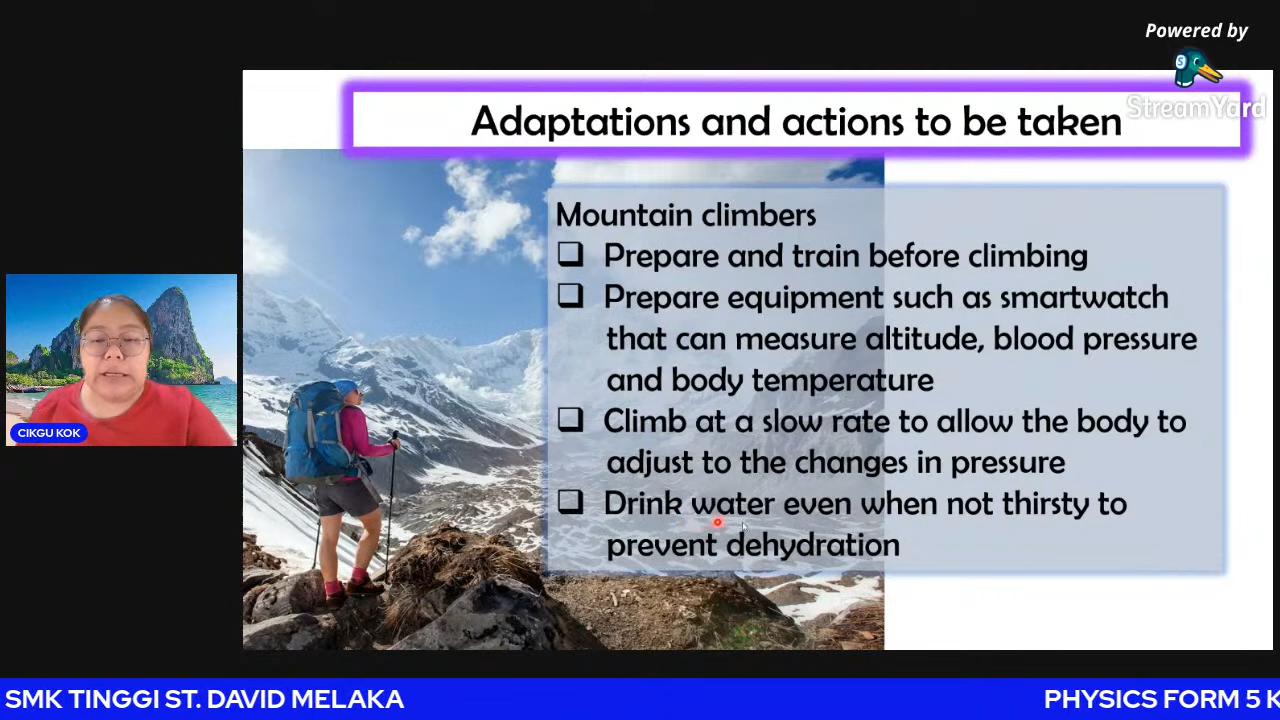 Powered by
StreamYard
Adaptations and actions to be taken
Mountain climbers
❑ Prepare and train before climbing
❑ Prepare equipment such as smartwatch
that can measure altitude, blood pressure
and body temperature
❑ Climb at a slow rate to allow the body to
adjust to the changes in pressure
❑ Drink water even when not thirsty to
prevent dehydration
CIKGU KOK
SMK TINGGI ST. DAVID MELAKA
PHYSICS FORM 5 K